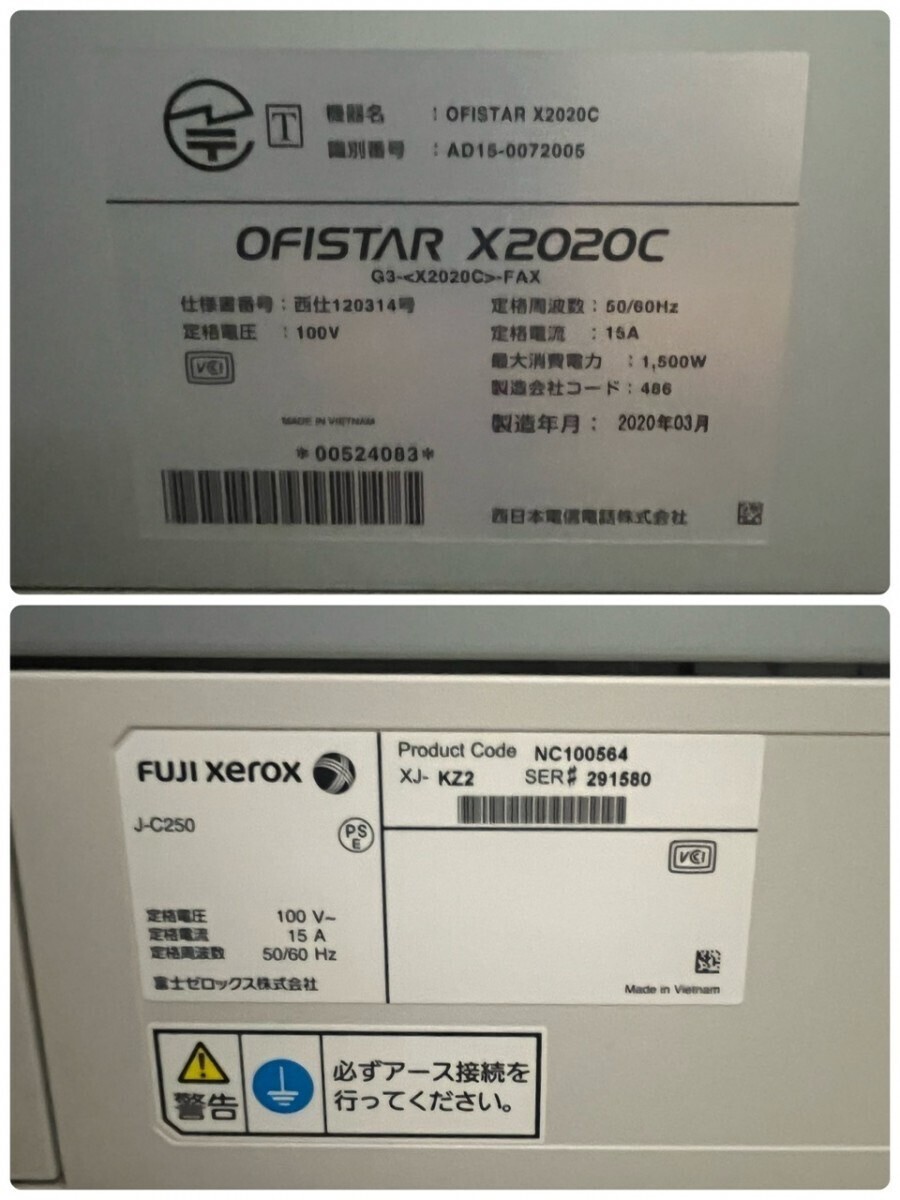 T 機器名 : OFISTAR X2020C
識別番号 : AD15-0072005
OFISTAR X2020C
G3-<X2020C>-FAX
仕様書番号：西仕120314号
定格電圧 : 100V
VCI
MADE IN VIETNAM
*00524083*
定格周波数 : 50/60Hz
定格電流 : 15A
最大消費電力 : 1,500W
製造会社コード : 486
製造年月 : 2020年03月
西日本電信電話株式会社
FUJI xerox
J-C250
PS
E
定格電圧 100 V~
定格電流 15 A
定格周波数 50/60 Hz
富士ゼロックス株式会社
Product Code NC100564
XJ- KZ2 SER# 291580
VCI
Made in Vietnam
警告
必ずアース接続を
行ってください。